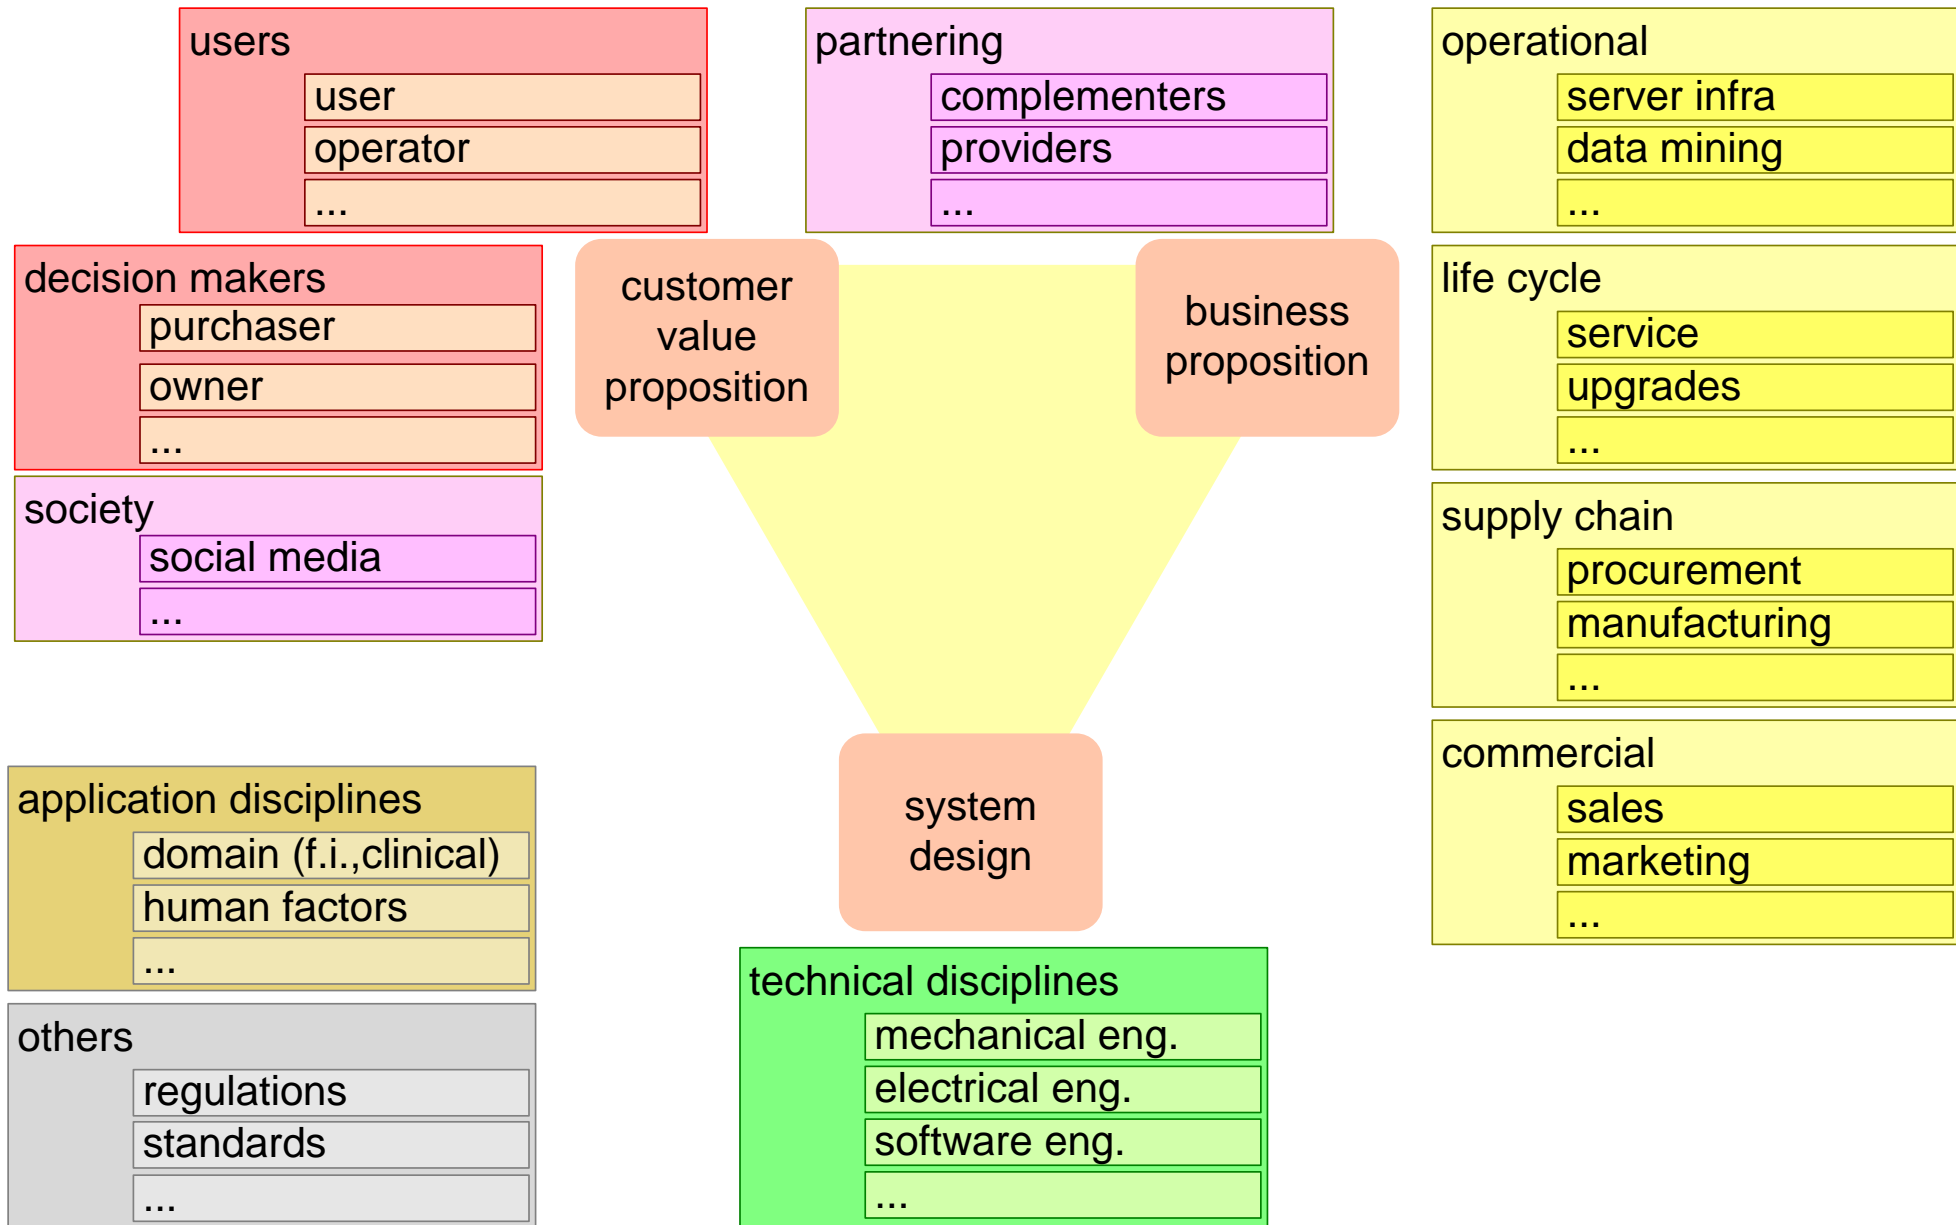 users
user
operator
...
partnering
complementers
providers
...
operational
server infra
data mining
...
decision makers
purchaser
owner
...
customer
value
proposition
business
proposition
life cycle
service
upgrades
...
society
social media
...
supply chain
procurement
manufacturing
...
system
design
commercial
sales
marketing
...
application disciplines
domain (f.i.,clinical)
human factors
...
technical disciplines
mechanical eng.
electrical eng.
software eng.
...
others
regulations
standards
...